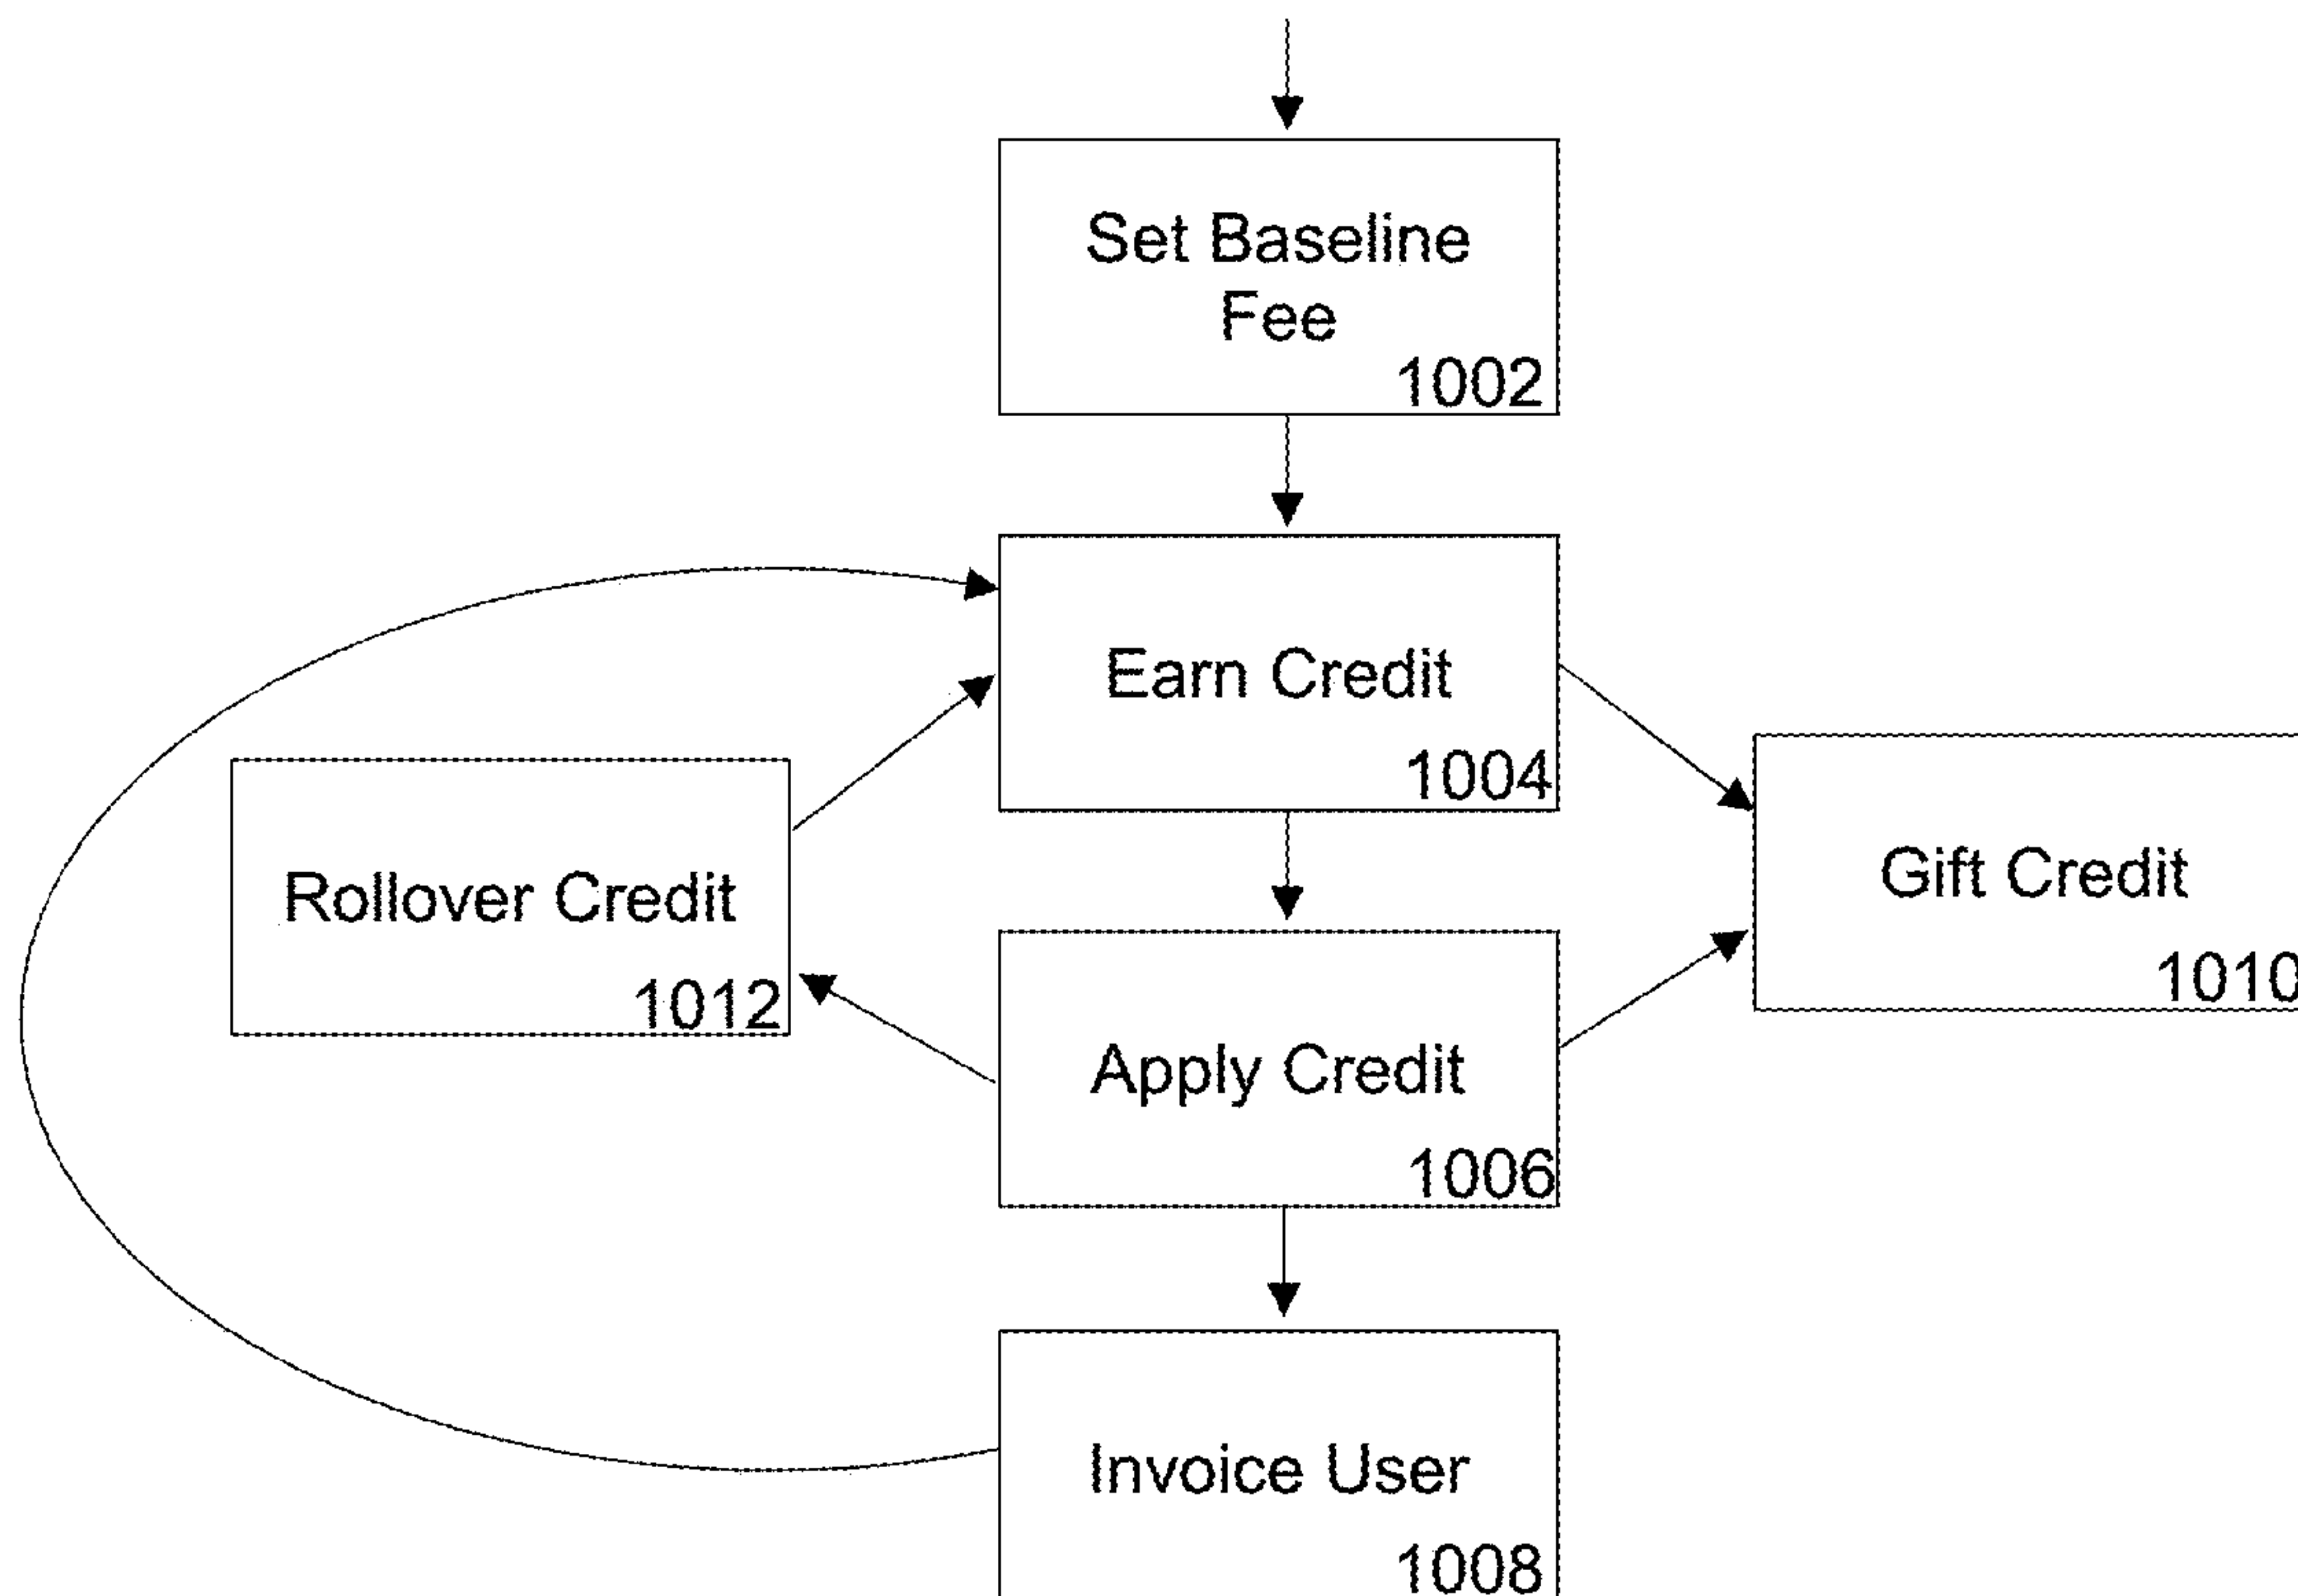 Set Baseline
Fee
1002
Earn Credit
1004
Rollover Credit
1012
Gift Credit
1010
Apply Credit
1006
Invoice User
1008